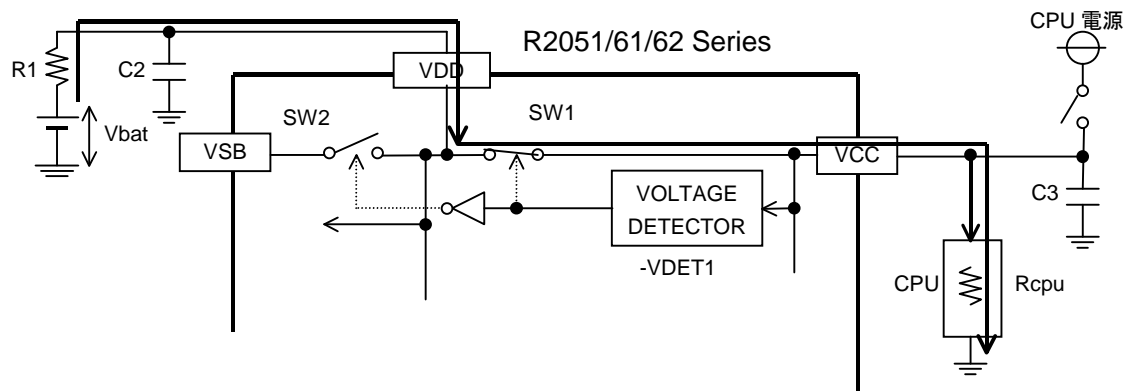 CPU 電源
R2051/61/62 Series
R1
C2
VDD
Vbat
SW2
SW1
VSB
VCC
C3
VOLTAGE
DETECTOR
-VDET1
CPU
Rcpu